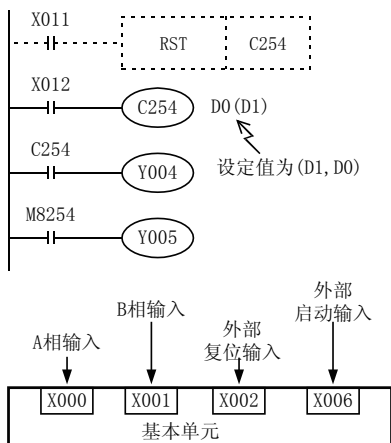 X011
RST C254
X012
C254 D0(D1)
C254
设定值为(D1,D0)
Y004
M8254
Y005
外部
启动输入
B相输入
外部
复位输入
A相输入
X000 X001 X002 X006
基本单元